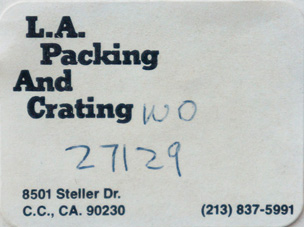 L.A.
Packing
And
Crating WO
27129
8501 Steller Dr.
C.C., CA. 90230 (213) 837-5991